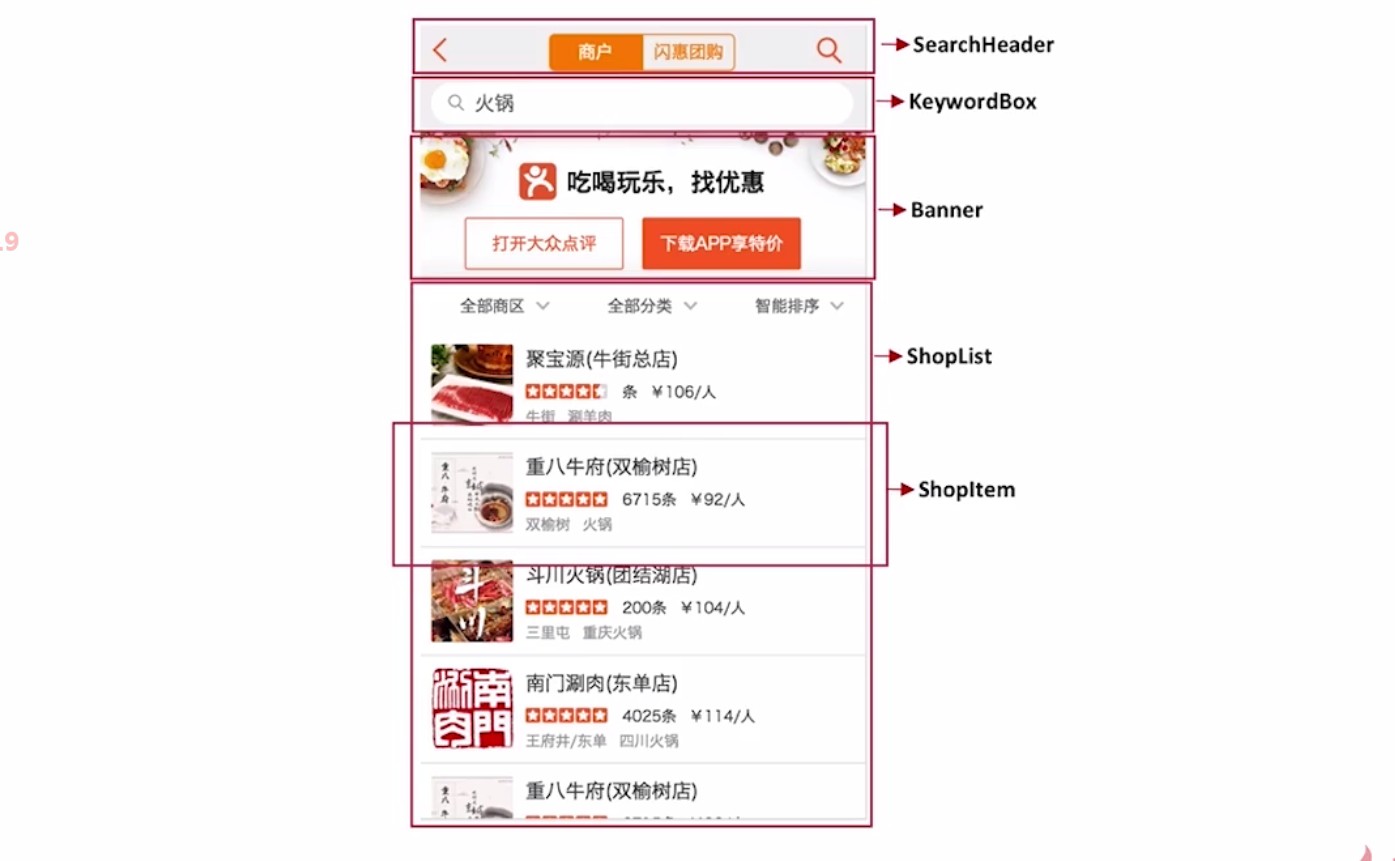 商户 闪惠团购
SearchHeader
火锅
KeywordBox
吃喝玩乐，找优惠
Banner
打开大众点评 下载APP享特价
全部商区 全部分类 智能排序
聚宝源(牛街总店)
ShopList
条 ￥106/人
牛街 涮羊肉
重八牛府(双榆树店)
ShopItem
6715条 ￥92/人
双榆树 火锅
斗川火锅(团结湖店)
200条 ￥104/人
三里屯 重庆火锅
南门涮肉(东单店)
4025条 ￥114/人
王府井/东单 四川火锅
重八牛府(双榆树店)